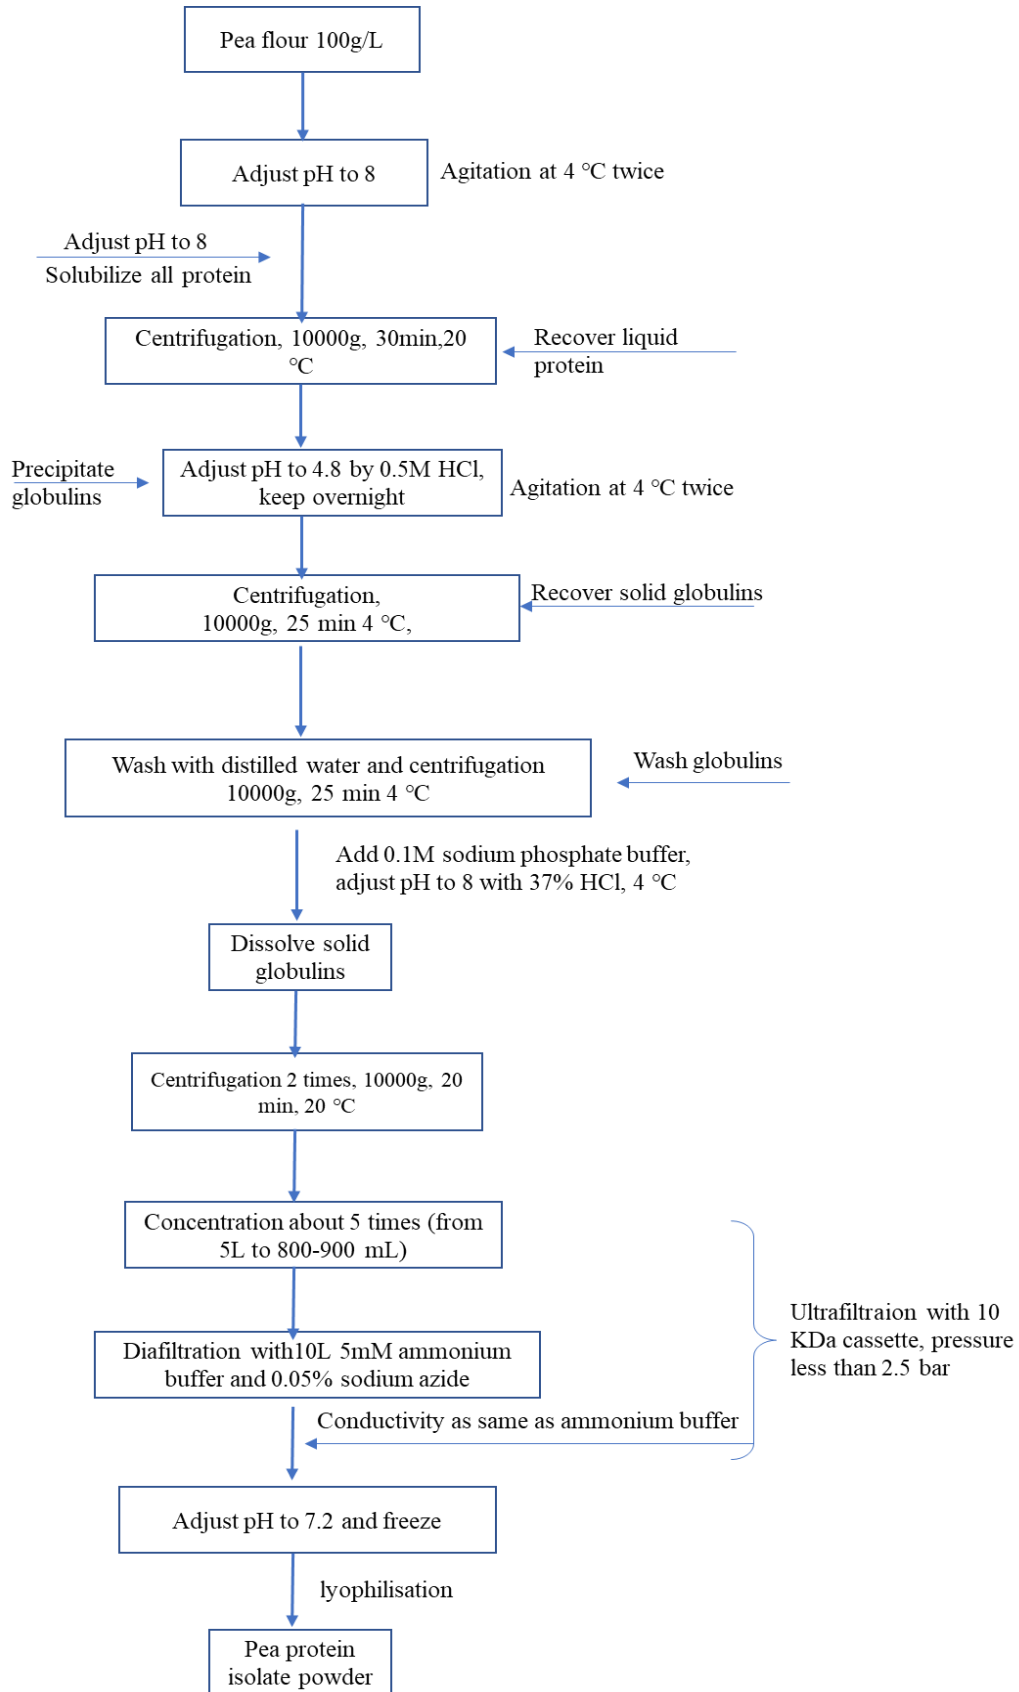 Pea flour 100g/L
Adjust pH to 8
Agitation at 4 °C twice
Adjust pH to 8
Solubilize all protein
Centrifugation, 10000g, 30min,20
°C
Recover liquid
protein
Precipitate
globulins
Adjust pH to 4.8 by 0.5M HCl,
keep overnight
Agitation at 4 °C twice
Centrifugation,
10000g, 25 min 4 °C,
Recover solid globulins
Wash with distilled water and centrifugation
10000g, 25 min 4 °C
Wash globulins
Add 0.1M sodium phosphate buffer,
adjust pH to 8 with 37% HCl, 4 °C
Dissolve solid
globulins
Centrifugation 2 times, 10000g, 20
min, 20 °C
Concentration about 5 times (from
5L to 800-900 mL)
Diafiltration with10L 5mM ammonium
buffer and 0.05% sodium azide
Ultrafiltraion with 10
KDa cassette, pressure
less than 2.5 bar
Conductivity as same as ammonium buffer
Adjust pH to 7.2 and freeze
lyophilisation
Pea protein
isolate powder